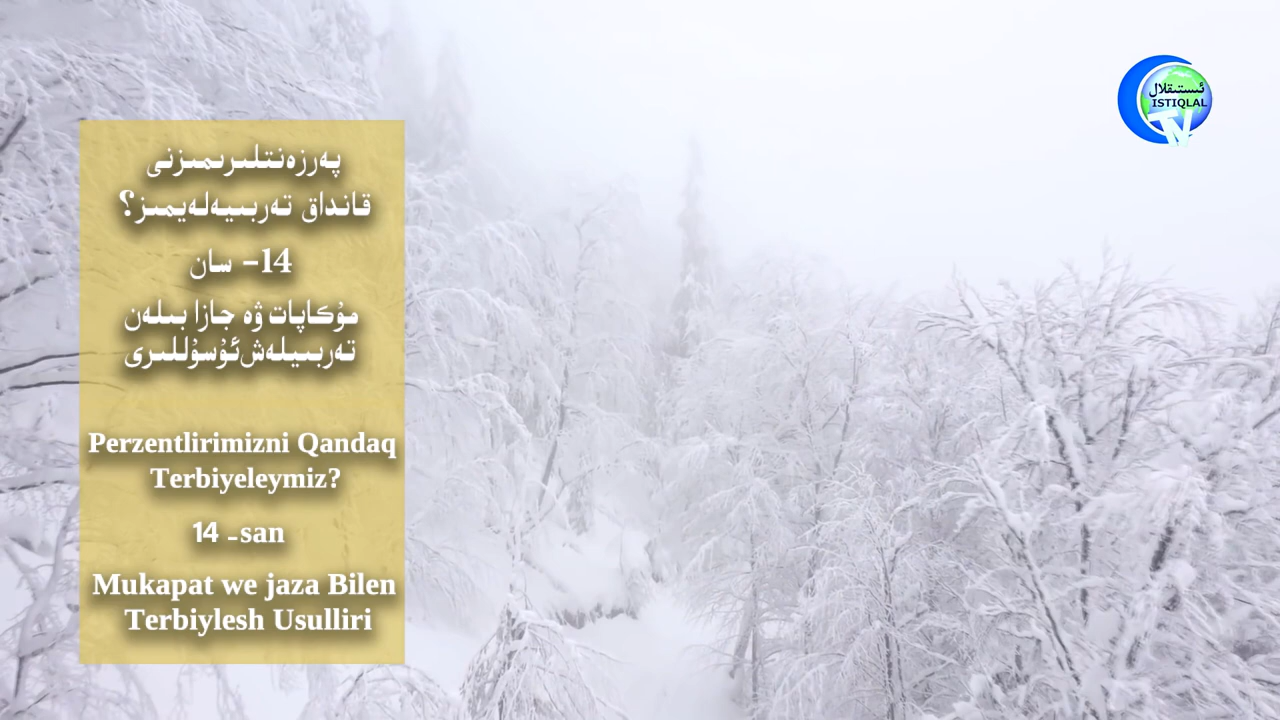 پەرزەنتلىرىمىزنى
قانداق تەربىيەلەيمىز؟
14- سان
مۇكاپات ۋە جازا بىلەن
تەربىيلەش ئۇسۇللىرى
Perzentlirimizni Qandaq
Terbiyeleymiz?
14 -san
Mukapat we jaza Bilen
Terbiylesh Usulliri
ئىستىقلال
ISTIQLAL
TV